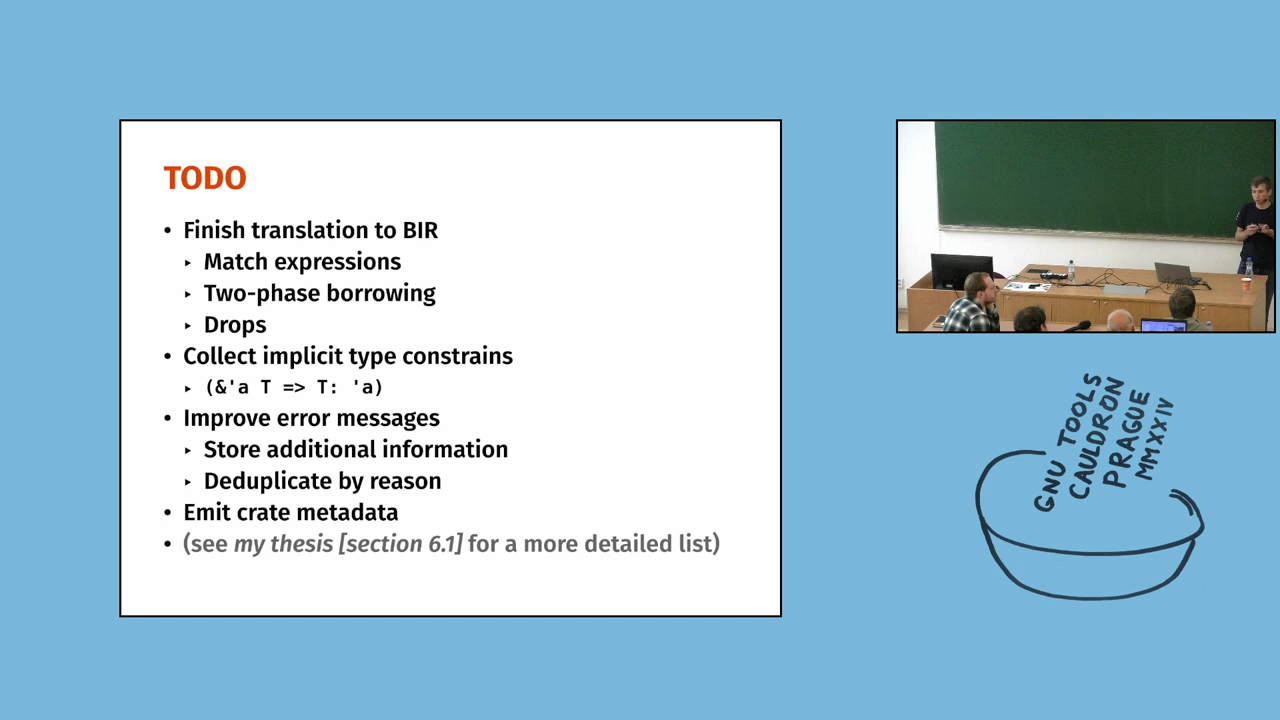 TODO
• Finish translation to BIR
▸ Match expressions
▸ Two-phase borrowing
▸ Drops
• Collect implicit type constrains
▸ (&'a T => T: 'a)
• Improve error messages
▸ Store additional information
▸ Deduplicate by reason
• Emit crate metadata
• (see my thesis [section 6.1] for a more detailed list)
GNU TOOLS
CAULDRON
PRAGUE
MMXXIV